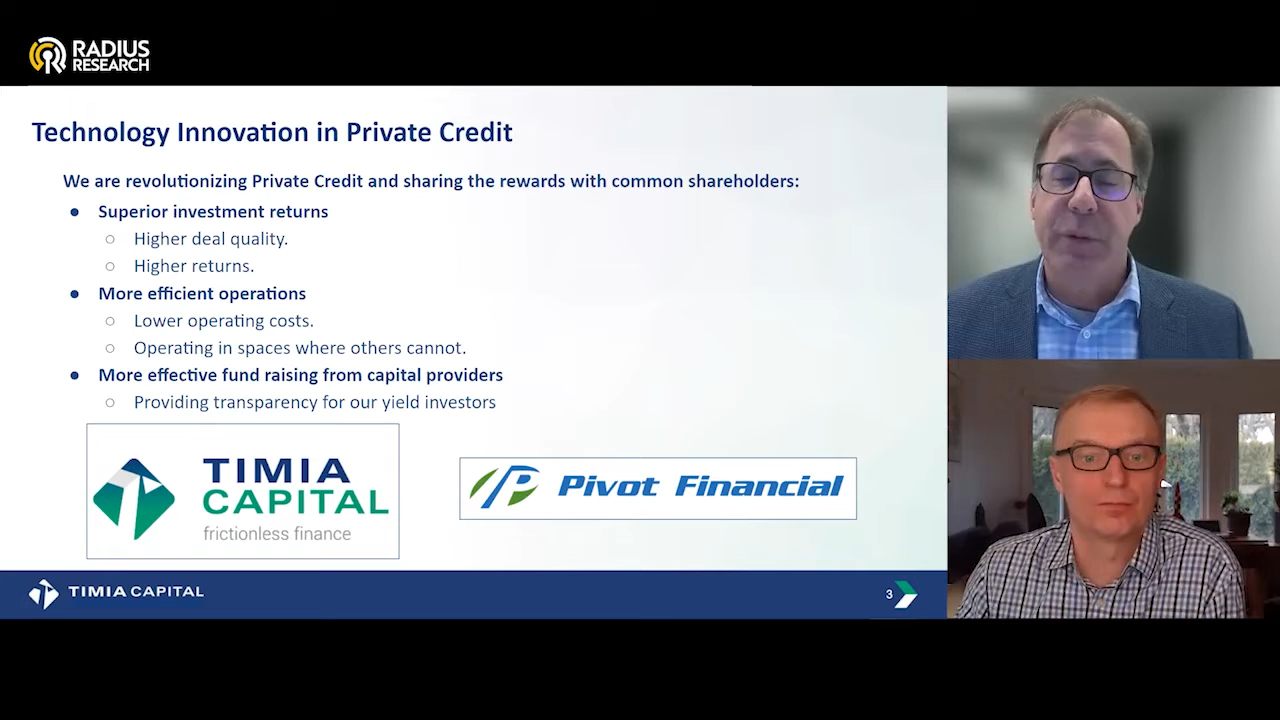 RADIUS
RESEARCH
Technology Innovation in Private Credit
We are revolutionizing Private Credit and sharing the rewards with common shareholders:
● Superior investment returns
○ Higher deal quality.
○ Higher returns.
● More efficient operations
○ Lower operating costs.
○ Operating in spaces where others cannot.
● More effective fund raising from capital providers
○ Providing transparency for our yield investors
TIMIA
CAPITAL
frictionless finance
Pivot Financial
TIMIA CAPITAL
3